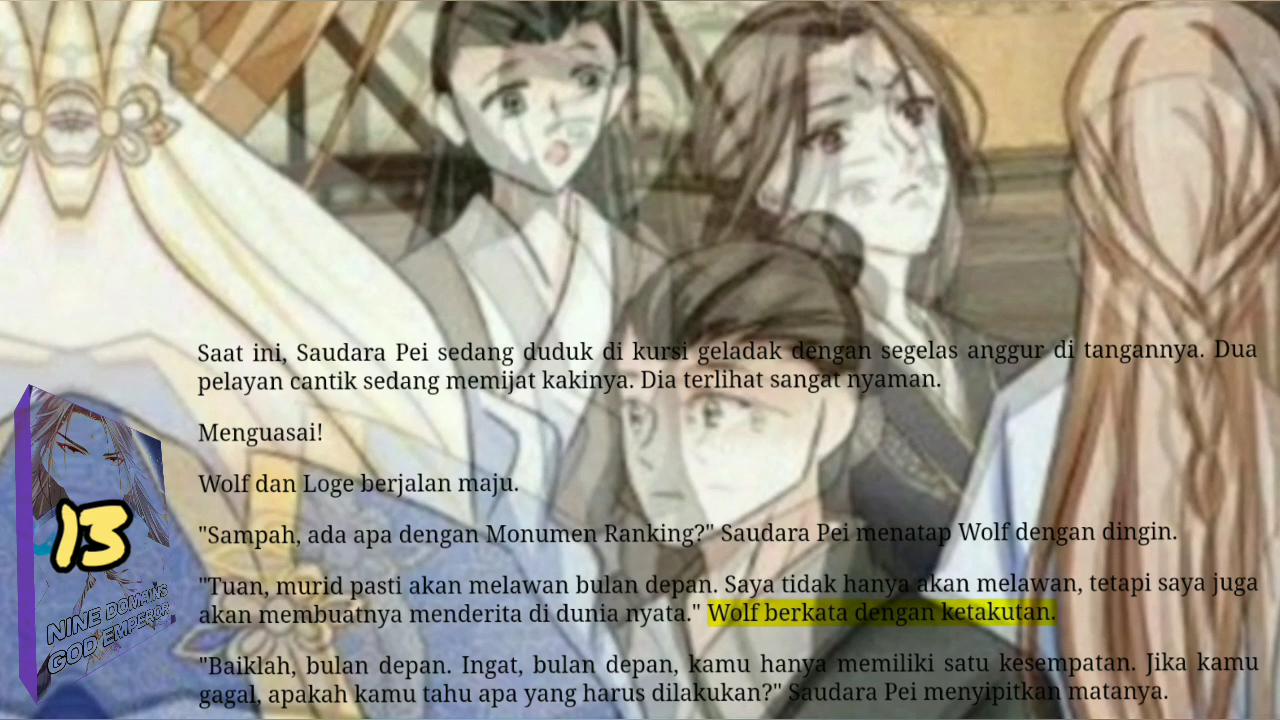 Saat ini, Saudara Pei sedang duduk di kursi geladak dengan segelas anggur di tangannya. Dua
pelayan cantik sedang memijat kakinya. Dia terlihat sangat nyaman.
Menguasai!
Wolf dan Loge berjalan maju.
"Sampah, ada apa dengan Monumen Ranking?" Saudara Pei menatap Wolf dengan dingin.
"Tuan, murid pasti akan melawan bulan depan. Saya tidak hanya akan melawan, tetapi saya juga
akan membuatnya menderita di dunia nyata." Wolf berkata dengan ketakutan.
"Baiklah, bulan depan. Ingat, bulan depan, kamu hanya memiliki satu kesempatan. Jika kamu
gagal, apakah kamu tahu apa yang harus dilakukan?" Saudara Pei menyipitkan matanya.
13
NINE DOMAINS
GOD EMPEROR